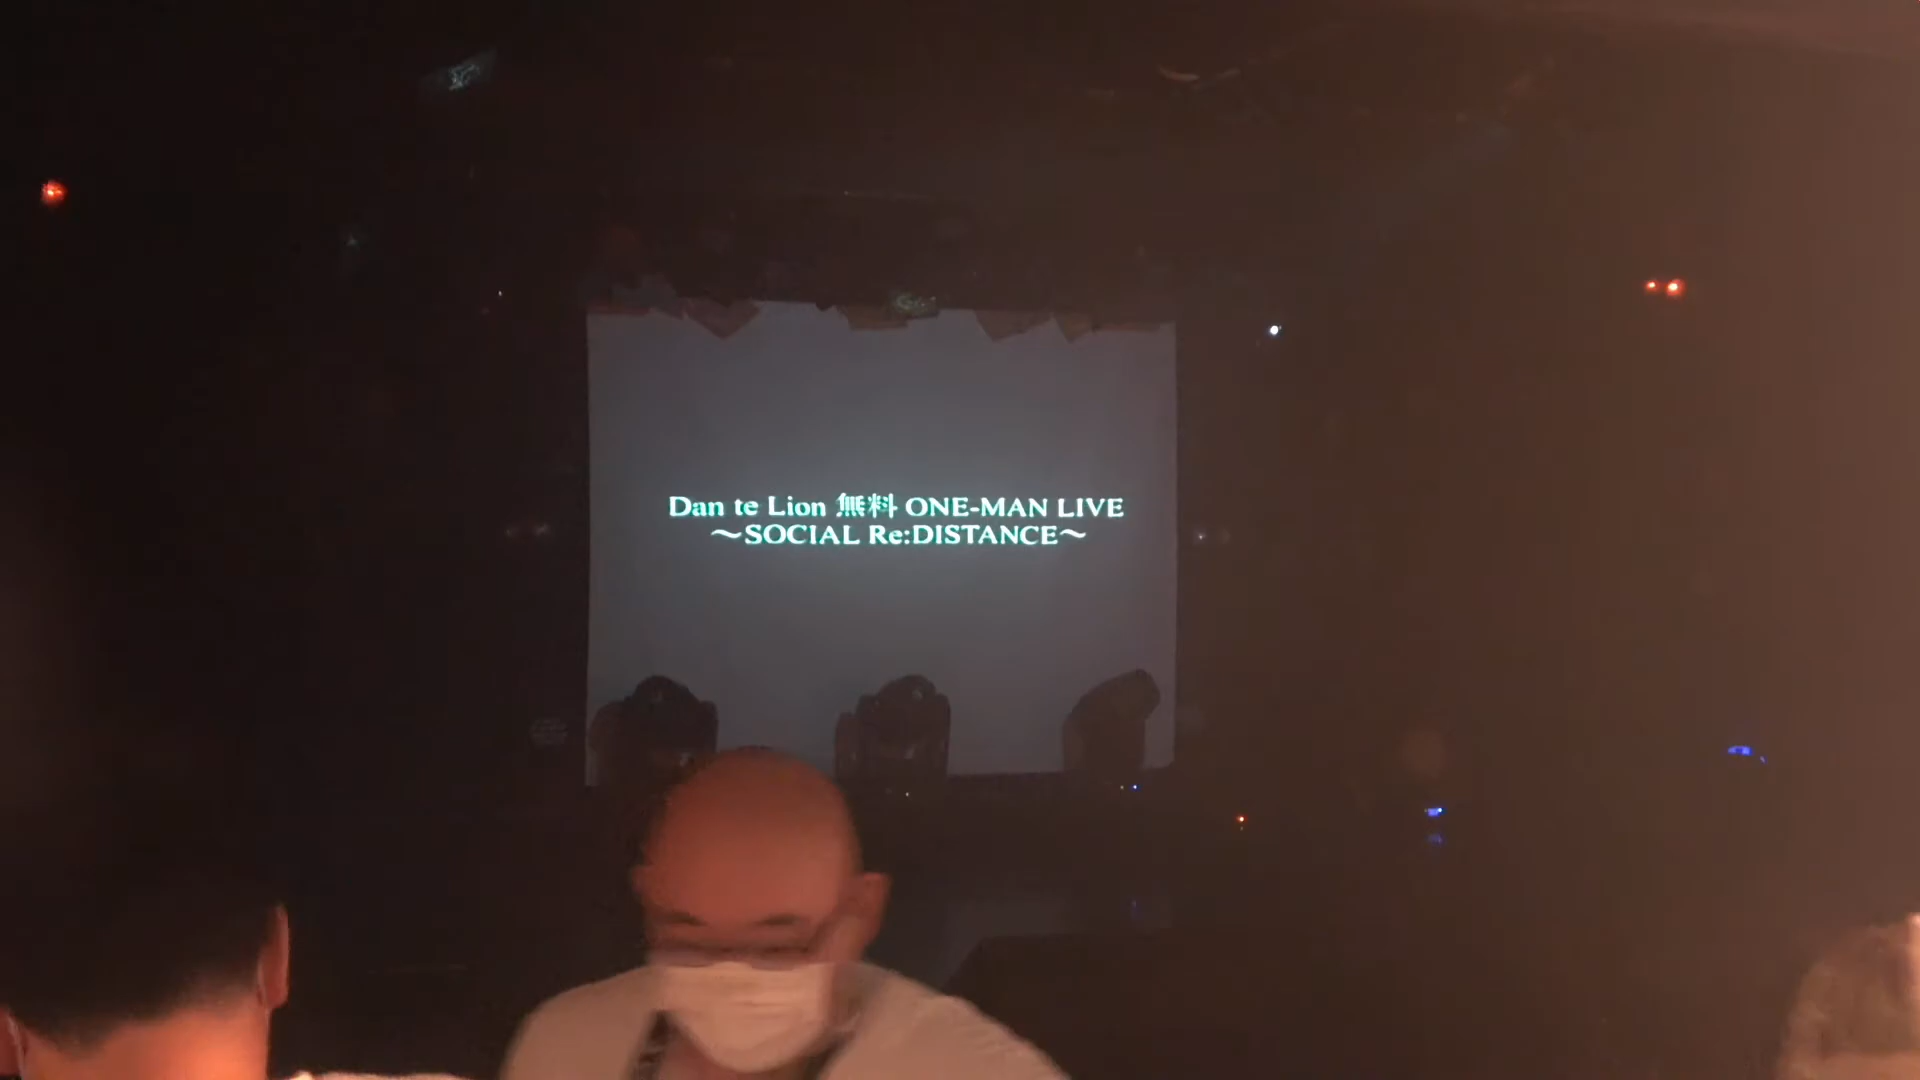 Dan te Lion 無料 ONE-MAN LIVE
～SOCIAL Re:DISTANCE～